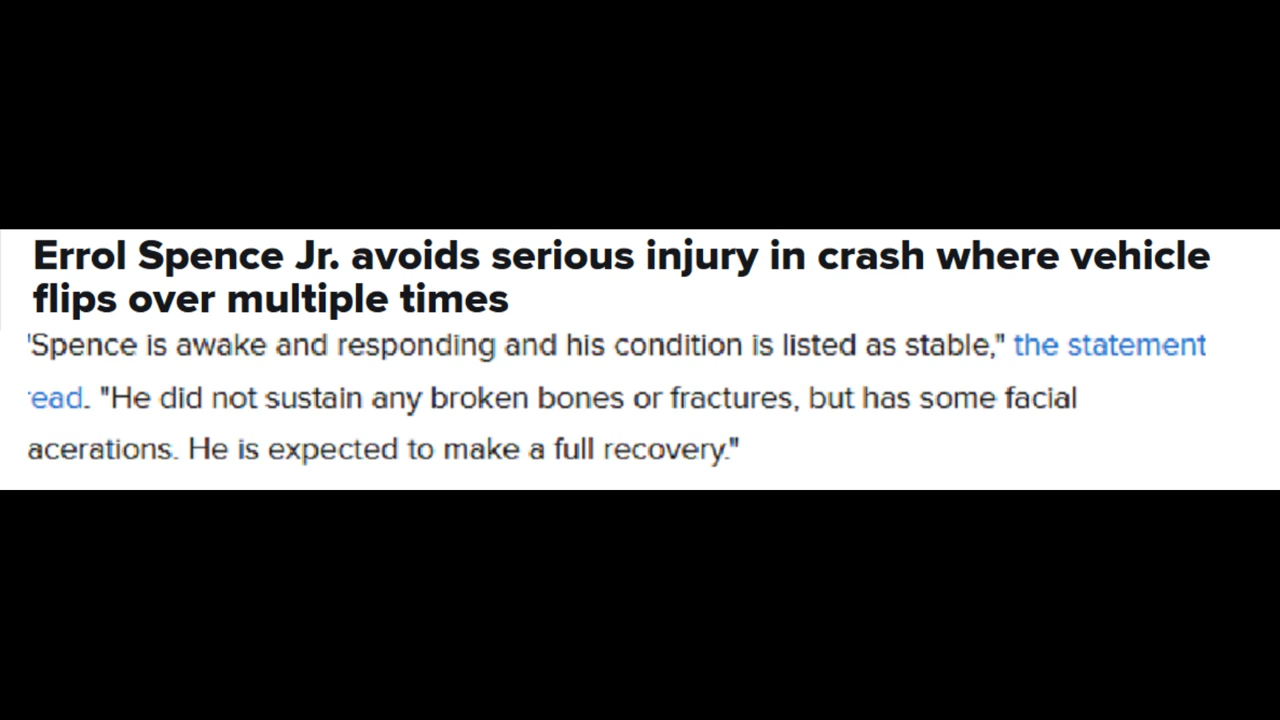 Errol Spence Jr. avoids serious injury in crash where vehicle
flips over multiple times
'Spence is awake and responding and his condition is listed as stable," the statement
read. "He did not sustain any broken bones or fractures, but has some facial
acerations. He is expected to make a full recovery."